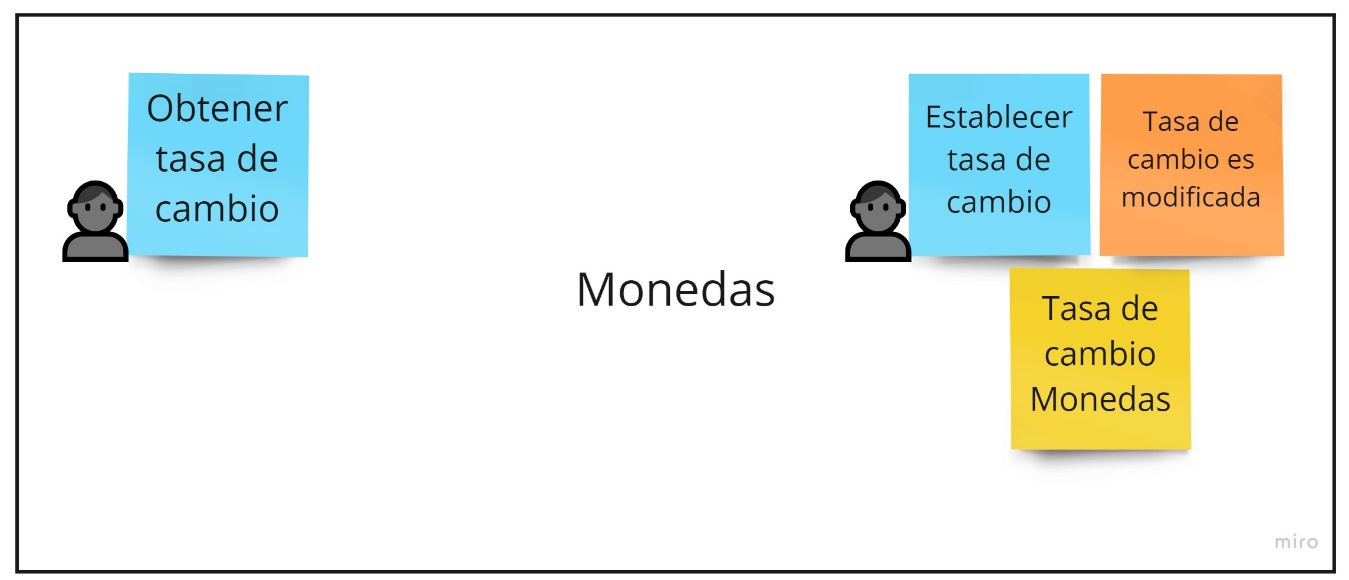 Obtener
tasa de
cambio
Establecer
tasa de
cambio
Tasa de
cambio es
modificada
Monedas
Tasa de
cambio
Monedas
miro